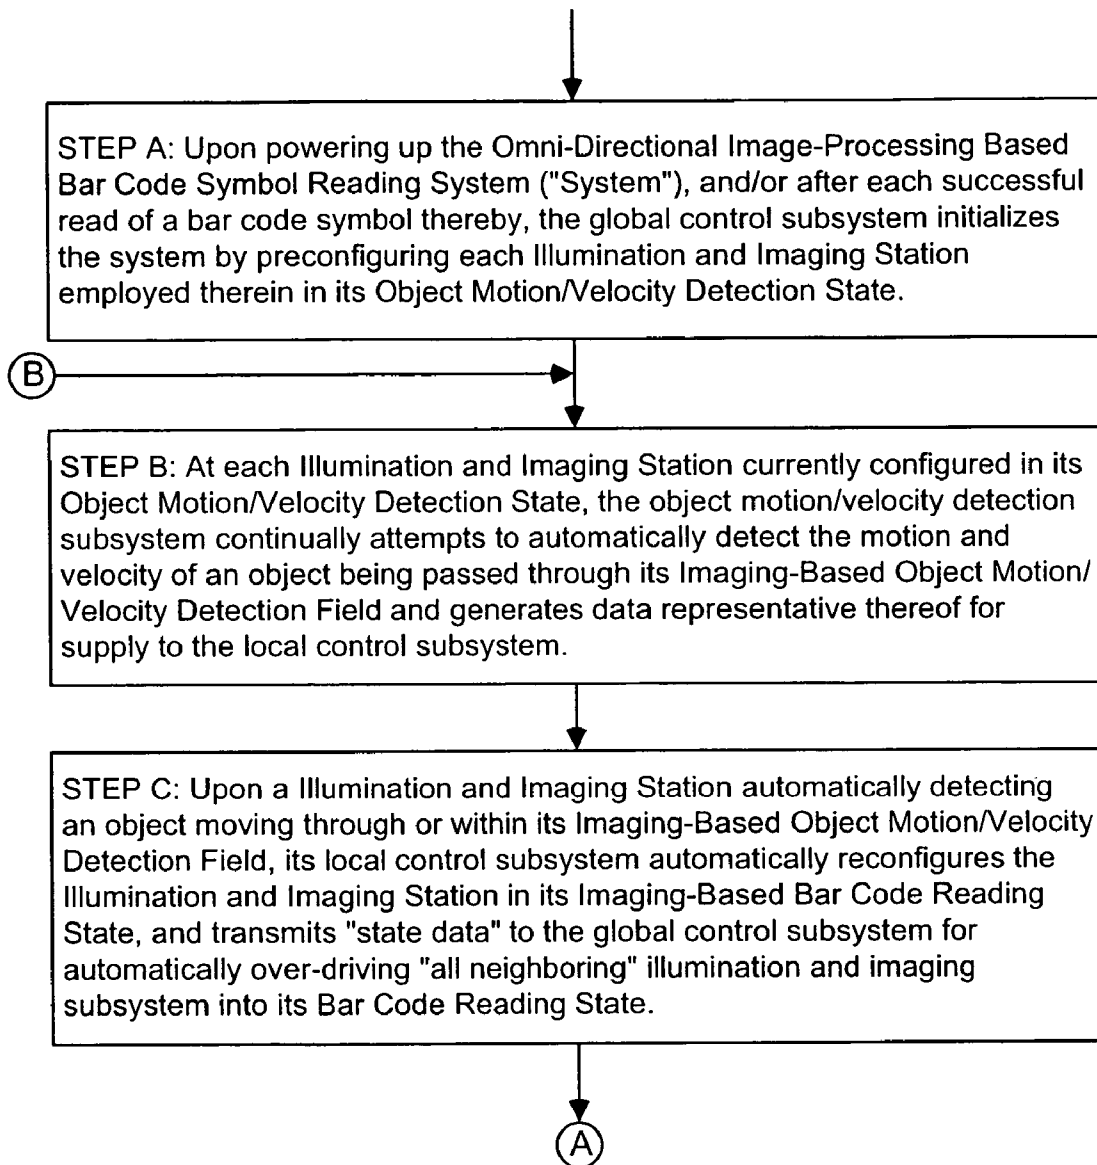 STEP A: Upon powering up the Omni-Directional Image-Processing Based
Bar Code Symbol Reading System ("System"), and/or after each successful
read of a bar code symbol thereby, the global control subsystem initializes
the system by preconfiguring each Illumination and Imaging Station
employed therein in its Object Motion/Velocity Detection State.
B
STEP B: At each Illumination and Imaging Station currently configured in its
Object Motion/Velocity Detection State, the object motion/velocity detection
subsystem continually attempts to automatically detect the motion and
velocity of an object being passed through its Imaging-Based Object Motion/
Velocity Detection Field and generates data representative thereof for
supply to the local control subsystem.
STEP C: Upon a Illumination and Imaging Station automatically detecting
an object moving through or within its Imaging-Based Object Motion/Velocity
Detection Field, its local control subsystem automatically reconfigures the
Illumination and Imaging Station in its Imaging-Based Bar Code Reading
State, and transmits "state data" to the global control subsystem for
automatically over-driving "all neighboring" illumination and imaging
subsystem into its Bar Code Reading State.
A